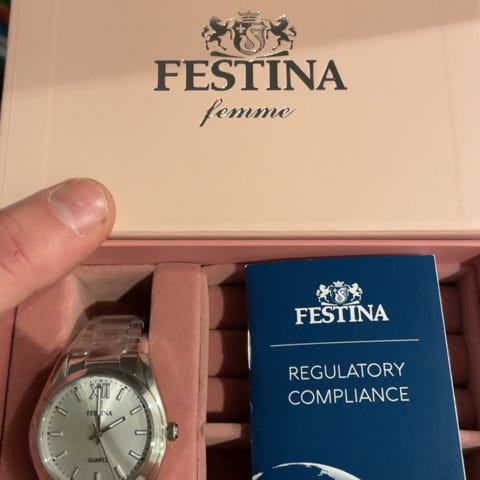 FESTINA
femme
FESTINA
REGULATORY
COMPLIANCE
XII
FESTINA
QUARTZ